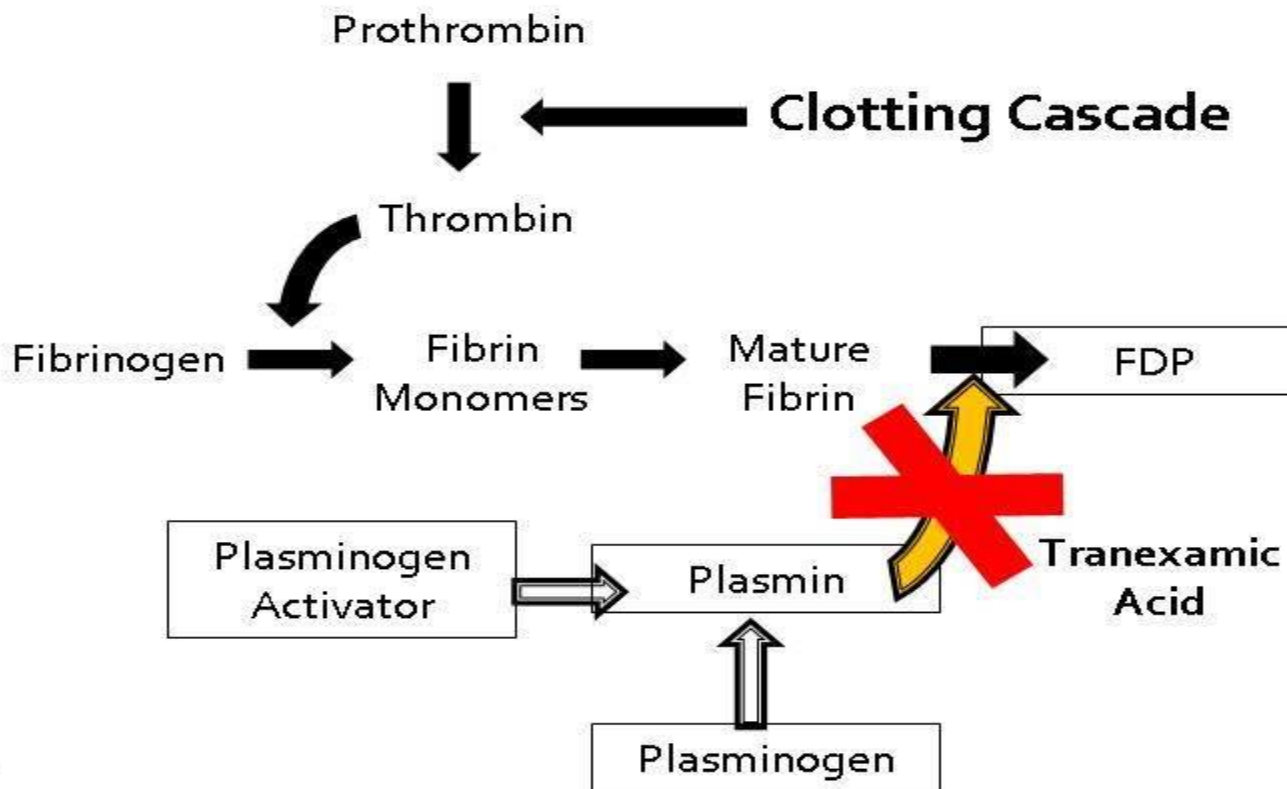 Prothrombin
Clotting Cascade
Thrombin
Fibrinogen
Fibrin
Monomers
Mature
Fibrin
FDP
Plasminogen
Activator
Plasmin
Tranexamic
Acid
Plasminogen